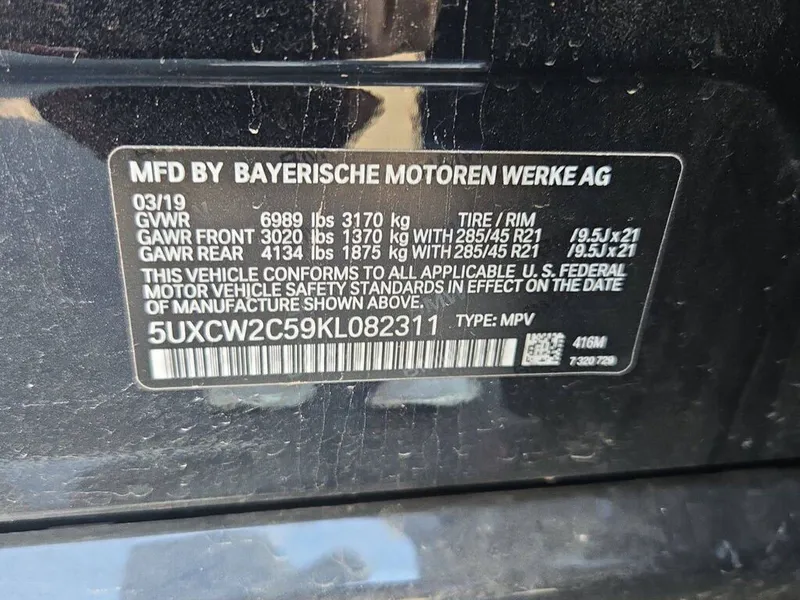 MFD BY BAYERISCHE MOTOREN WERKE AG
03/19
GVWR 6989 lbs 3170 kg TIRE / RIM
GAWR FRONT 3020 lbs 1370 kg WITH 285/45 R21 /9.5J x 21
GAWR REAR 4134 lbs 1875 kg WITH 285/45 R21 /9.5J x 21
THIS VEHICLE CONFORMS TO ALL APPLICABLE U. S. FEDERAL
MOTOR VEHICLE SAFETY STANDARDS IN EFFECT ON THE DATE
OF MANUFACTURE SHOWN ABOVE.
5UXCW2C59KL082311 TYPE: MPV
416M
7 320 729